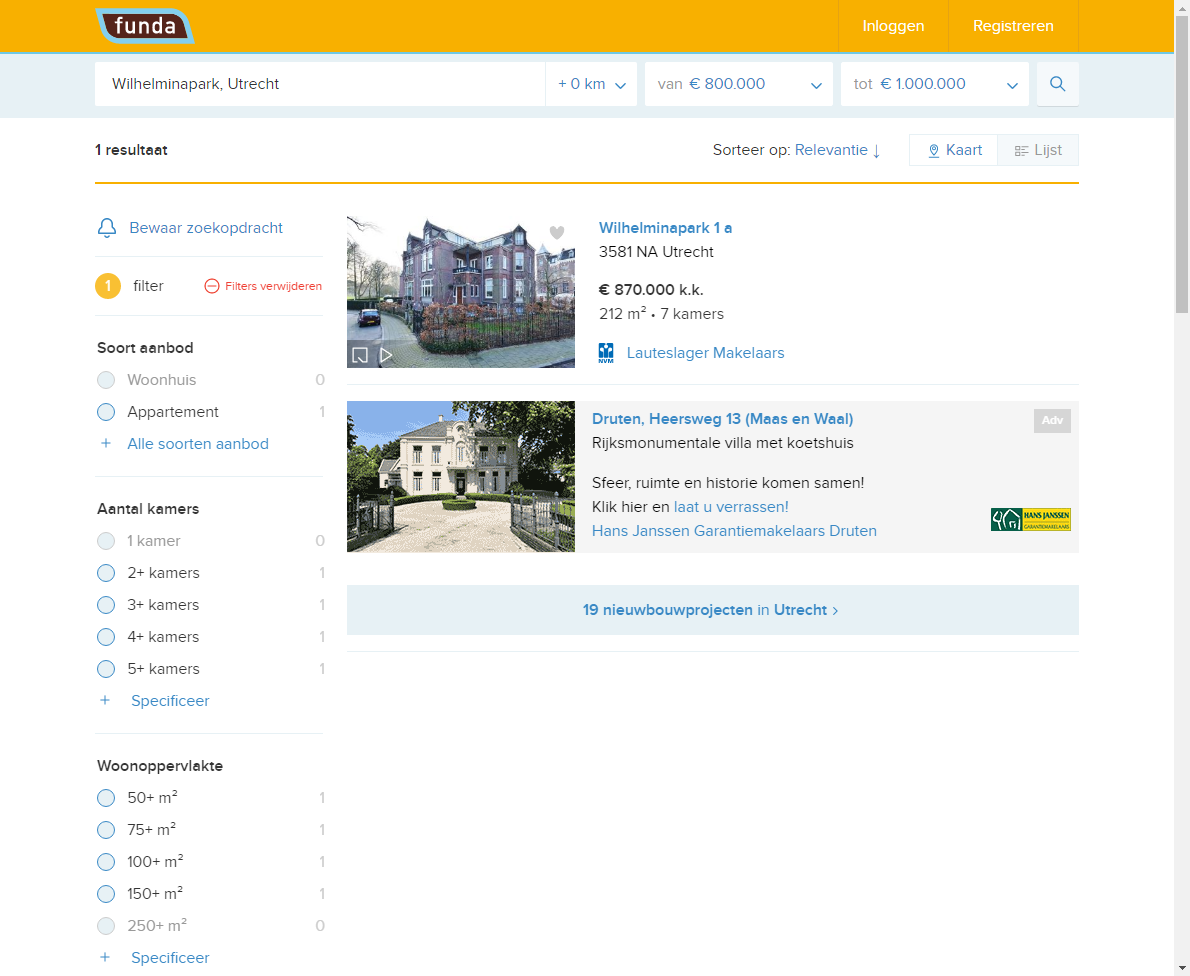 funda
Inloggen
Registreren
Wilhelminapark, Utrecht
+ 0 km
van € 800.000
tot € 1.000.000
1 resultaat
Sorteer op: Relevantie ↓
Kaart
Lijst
Bewaar zoekopdracht
1 filter
Filters verwijderen
Soort aanbod
Woonhuis 0
Appartement 1
+ Alle soorten aanbod
Aantal kamers
1 kamer 0
2+ kamers 1
3+ kamers 1
4+ kamers 1
5+ kamers 1
+ Specificeer
Woonoppervlakte
50+ m² 1
75+ m² 1
100+ m² 1
150+ m² 1
250+ m² 0
+ Specificeer
Wilhelminapark 1 a
3581 NA Utrecht
€ 870.000 k.k.
212 m² • 7 kamers
NVM
Lauteslager Makelaars
Druten, Heersweg 13 (Maas en Waal)
Adv
Rijksmonumentale villa met koetshuis
Sfeer, ruimte en historie komen samen!
Klik hier en laat u verrassen!
Hans Janssen Garantiemakelaars Druten
HANS JANSSEN
GARANTIEMAKELAARS
19 nieuwbouwprojecten in Utrecht ›